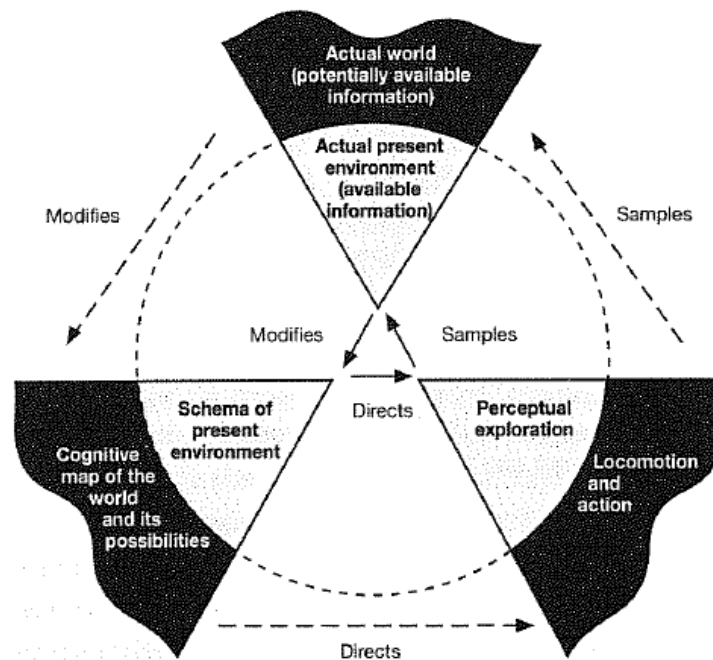 Actual world
(potentially available
information)
Actual present
environment
(available
information)
Modifies
Samples
Modifies
Samples
Directs
Schema of
present
environment
Perceptual
exploration
Cognitive
map of the
world
and its
possibilities
Locomotion
and
action
Directs